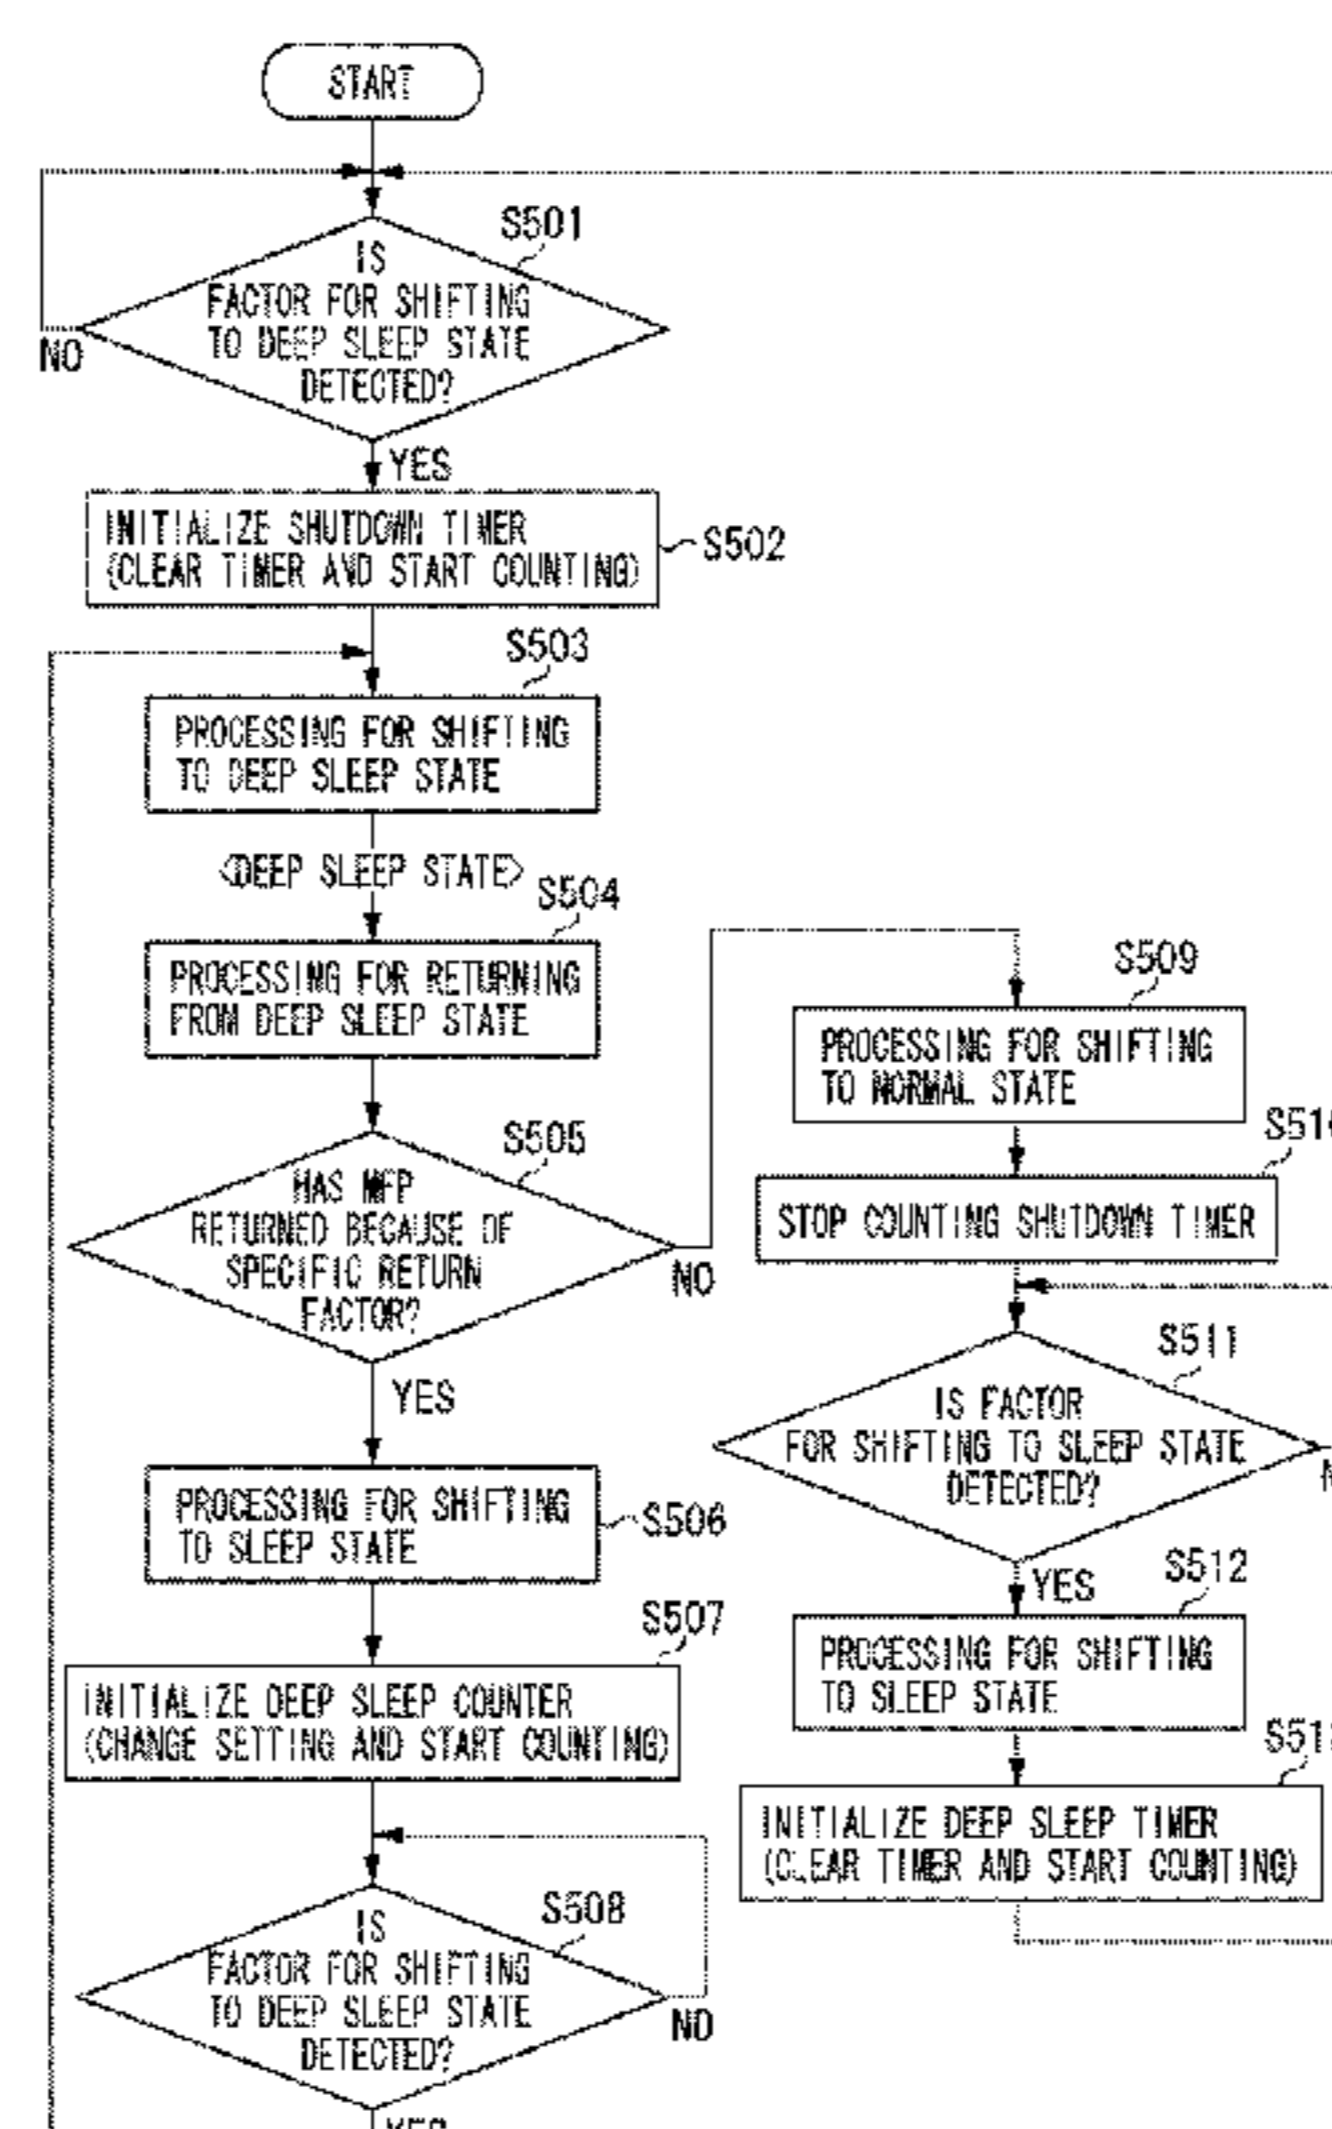 START
S501
IS
FACTOR FOR SHIFTING
TO DEEP SLEEP STATE
DETECTED?
NO
YES
INITIALIZE SHUTDOWN TIMER
(CLEAR TIMER AND START COUNTING)
S502
S503
PROCESSING FOR SHIFTING
TO DEEP SLEEP STATE
<DEEP SLEEP STATE>
S504
PROCESSING FOR RETURNING
FROM DEEP SLEEP STATE
S505
HAS MFP
RETURNED BECAUSE OF
SPECIFIC RETURN
FACTOR?
NO
YES
PROCESSING FOR SHIFTING
TO SLEEP STATE
S506
S507
INITIALIZE DEEP SLEEP COUNTER
(CHANGE SETTING AND START COUNTING)
S508
IS
FACTOR FOR SHIFTING
TO DEEP SLEEP STATE
DETECTED?
NO
YES
S509
PROCESSING FOR SHIFTING
TO NORMAL STATE
STOP COUNTING SHUTDOWN TIMER
S511
IS FACTOR
FOR SHIFTING TO SLEEP STATE
DETECTED?
YES
S512
PROCESSING FOR SHIFTING
TO SLEEP STATE
INITIALIZE DEEP SLEEP TIMER
(CLEAR TIMER AND START COUNTING)